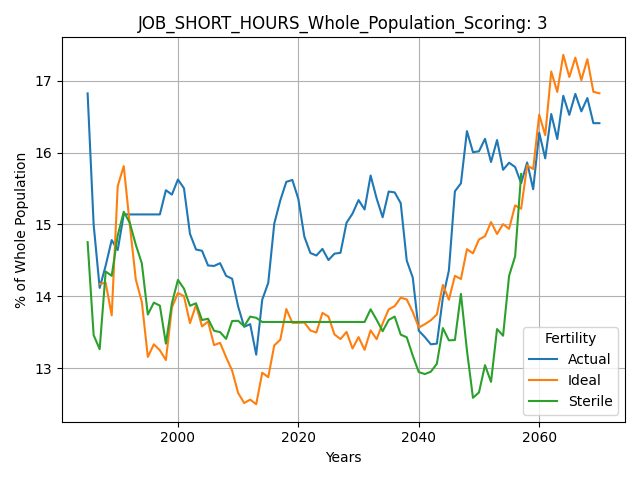 JOB_SHORT_HOURS_Whole_Population_Scoring: 3
% of Whole Population
17
16
15
14
13
2000
2020
2040
2060
Years
Fertility
Actual
Ideal
Sterile